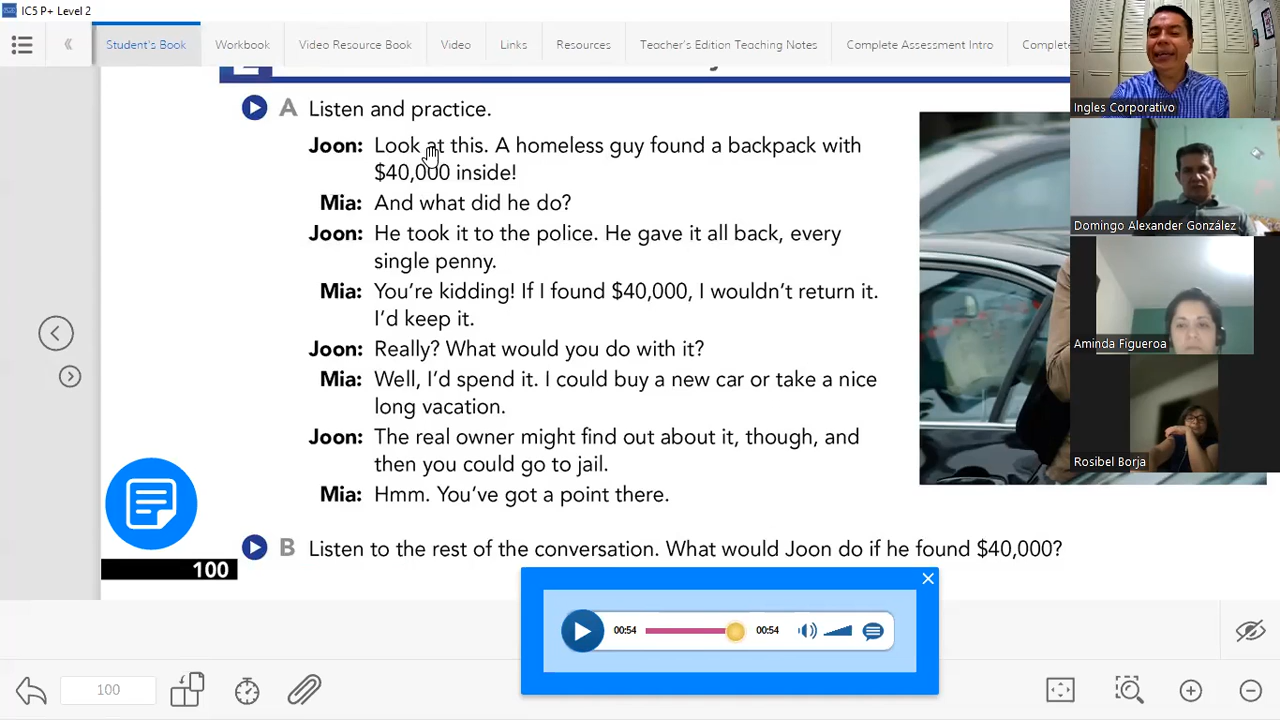 IC5 P+ Level 2
Student's Book
Workbook
Video Resource Book
Video
Links
Resources
Teacher's Edition Teaching Notes
Complete Assessment Intro
Complete
A Listen and practice.
Joon: Look at this. A homeless guy found a backpack with
$40,000 inside!
Mia: And what did he do?
Joon: He took it to the police. He gave it all back, every
single penny.
Mia: You're kidding! If I found $40,000, I wouldn't return it.
I'd keep it.
Joon: Really? What would you do with it?
Mia: Well, I'd spend it. I could buy a new car or take a nice
long vacation.
Joon: The real owner might find out about it, though, and
then you could go to jail.
Mia: Hmm. You've got a point there.
B Listen to the rest of the conversation. What would Joon do if he found $40,000?
100
00:54
00:54
100
Ingles Corporativo
Domingo Alexander González
Aminda Figueroa
Rosibel Borja